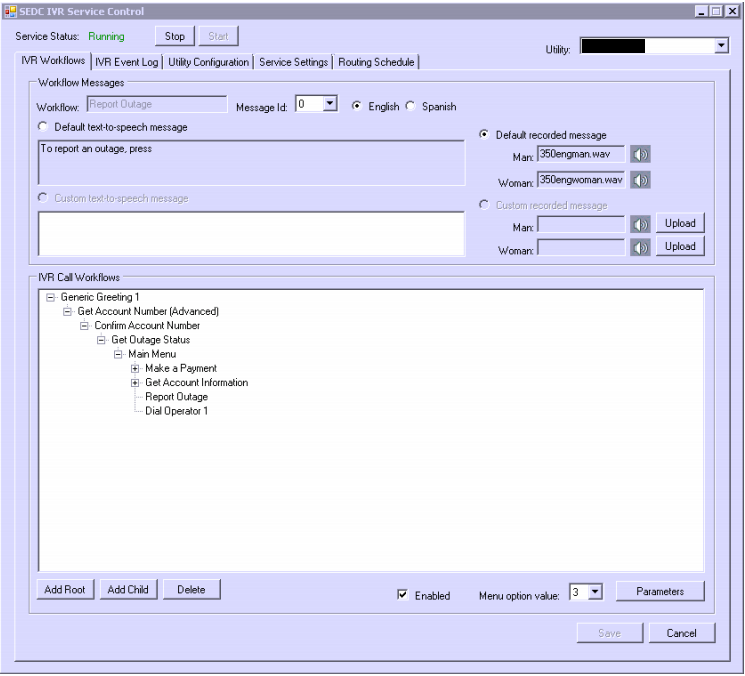 SEDC IVR Service Control
Service Status: Running Stop Start
Utility:
IVR Workflows IVR Event Log Utility Configuration Service Settings Routing Schedule
Workflow Messages
Workflow: Report Outage Message Id: 0 English Spanish
Default text-to-speech message
Default recorded message
To report an outage, press
Man: 350engman.wav
Woman: 350engwoman.wav
Custom text-to-speech message
Custom recorded message
Man: Upload
Woman: Upload
IVR Call Workflows
Generic Greeting 1
Get Account Number (Advanced)
Confirm Account Number
Get Outage Status
Main Menu
Make a Payment
Get Account Information
Report Outage
Dial Operator 1
Add Root Add Child Delete Enabled Menu option value: 3 Parameters
Save Cancel